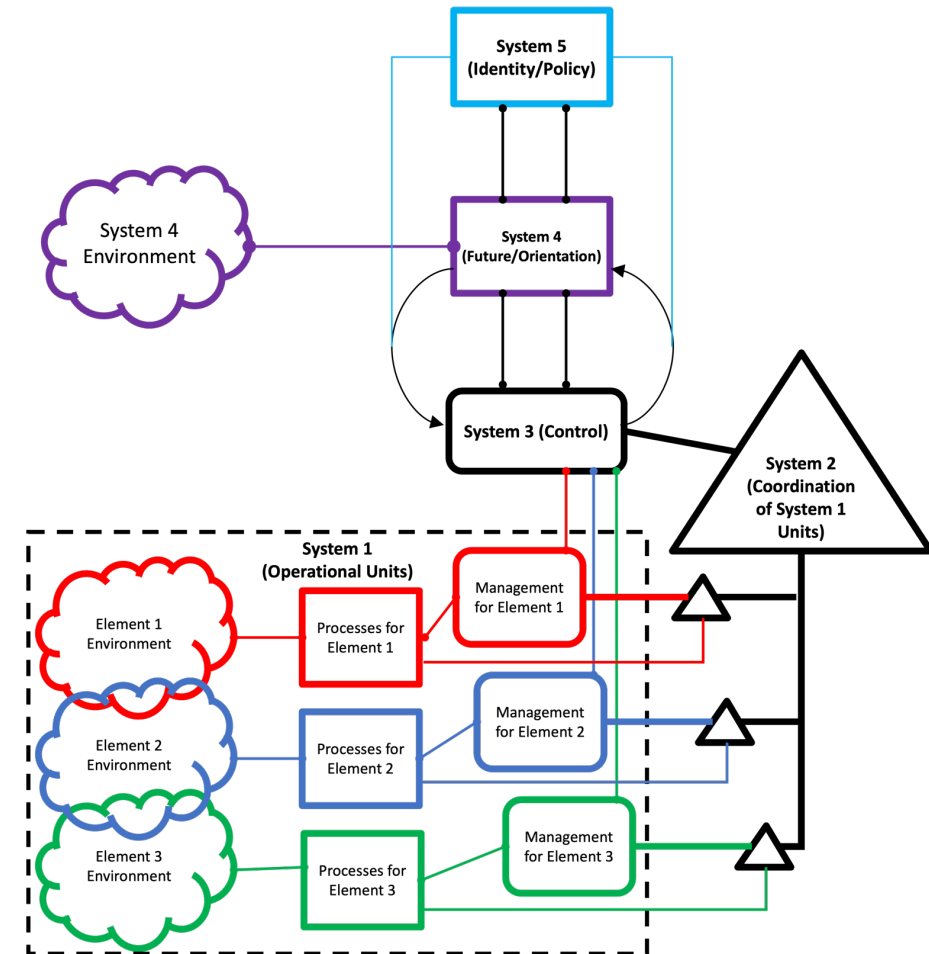 System 5
(Identity/Policy)
System 4
Environment
System 4
(Future/Orientation)
System 3 (Control)
System 2
(Coordination
of System 1
Units)
System 1
(Operational Units)
Element 1
Environment
Processes for
Element 1
Management
for Element 1
Element 2
Environment
Processes for
Element 2
Management
for Element 2
Element 3
Environment
Processes for
Element 3
Management
for Element 3